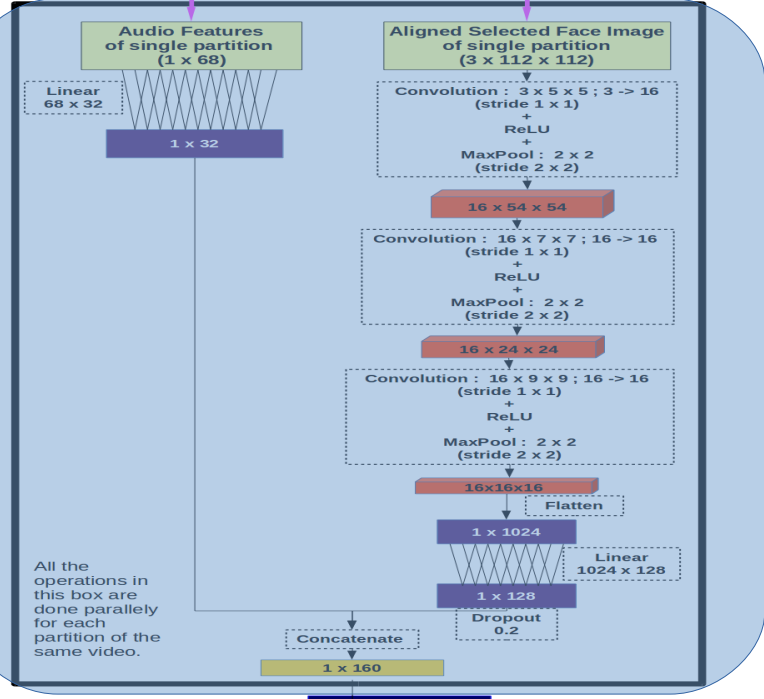 Audio Features
of single partition
(1 x 68)
Linear
68 x 32
1 x 32
Aligned Selected Face Image
of single partition
(3 x 112 x 112)
Convolution : 3 x 5 x 5 ; 3 -> 16
(stride 1 x 1)
+
ReLU
+
MaxPool : 2 x 2
(stride 2 x 2)
16 x 54 x 54
Convolution : 16 x 7 x 7 ; 16 -> 16
(stride 1 x 1)
+
ReLU
+
MaxPool : 2 x 2
(stride 2 x 2)
16 x 24 x 24
Convolution : 16 x 9 x 9 ; 16 -> 16
(stride 1 x 1)
+
ReLU
+
MaxPool : 2 x 2
(stride 2 x 2)
16x16x16
Flatten
1 x 1024
Linear
1024 x 128
1 x 128
Dropout
0.2
All the
operations in
this box are
done parallely
for each
partition of the
same video.
Concatenate
1 x 160